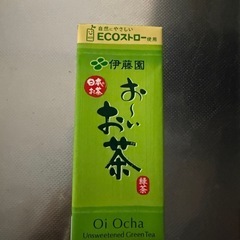 自然にやさしい
ECOストロー使用
伊藤園
日本の
お茶
お〜い
お茶
緑茶
Oi Ocha
Unsweetened Green Tea